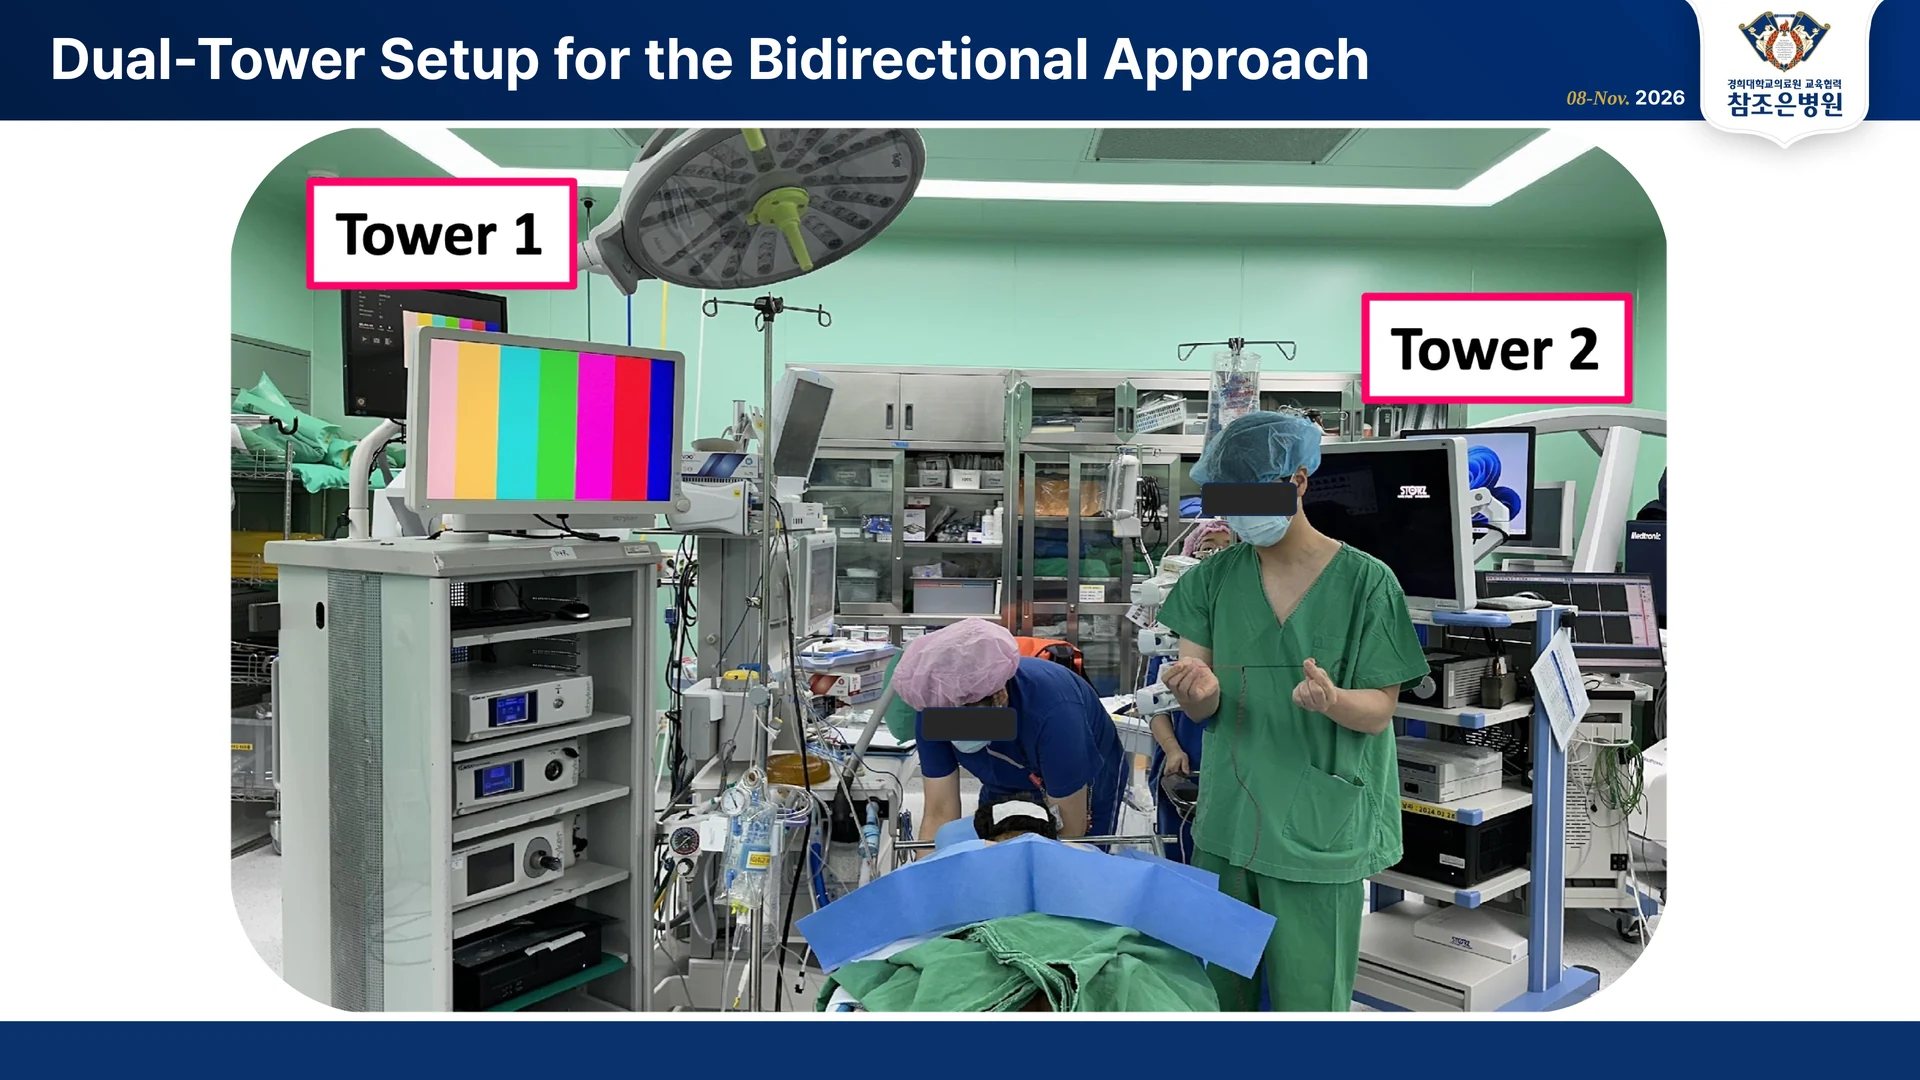 Dual-Tower Setup for the Bidirectional Approach
08-Nov. 2026
경희대학교의료원 교육협력
참조은병원
Tower 1
Tower 2
STORZ
Medtronic
STORZ